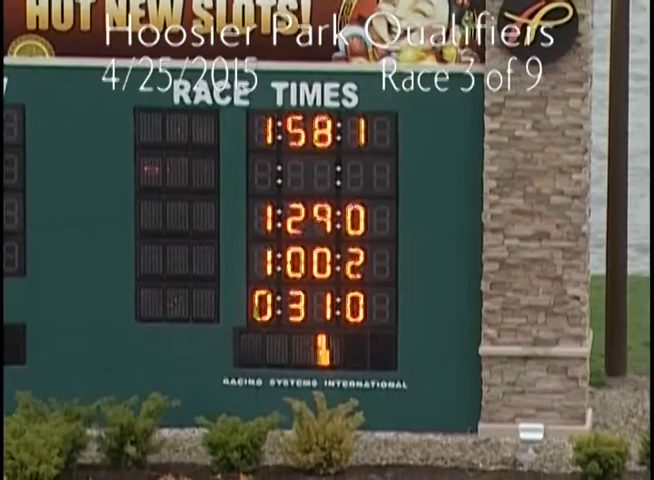 HOT NEW SLOTS!
Hoosier Park Qualifiers
4/25/2015
Race 3 of 9
RACE TIMES
1:58:1
1:29:0
1:00:2
0:31:0
RACING SYSTEMS INTERNATIONAL